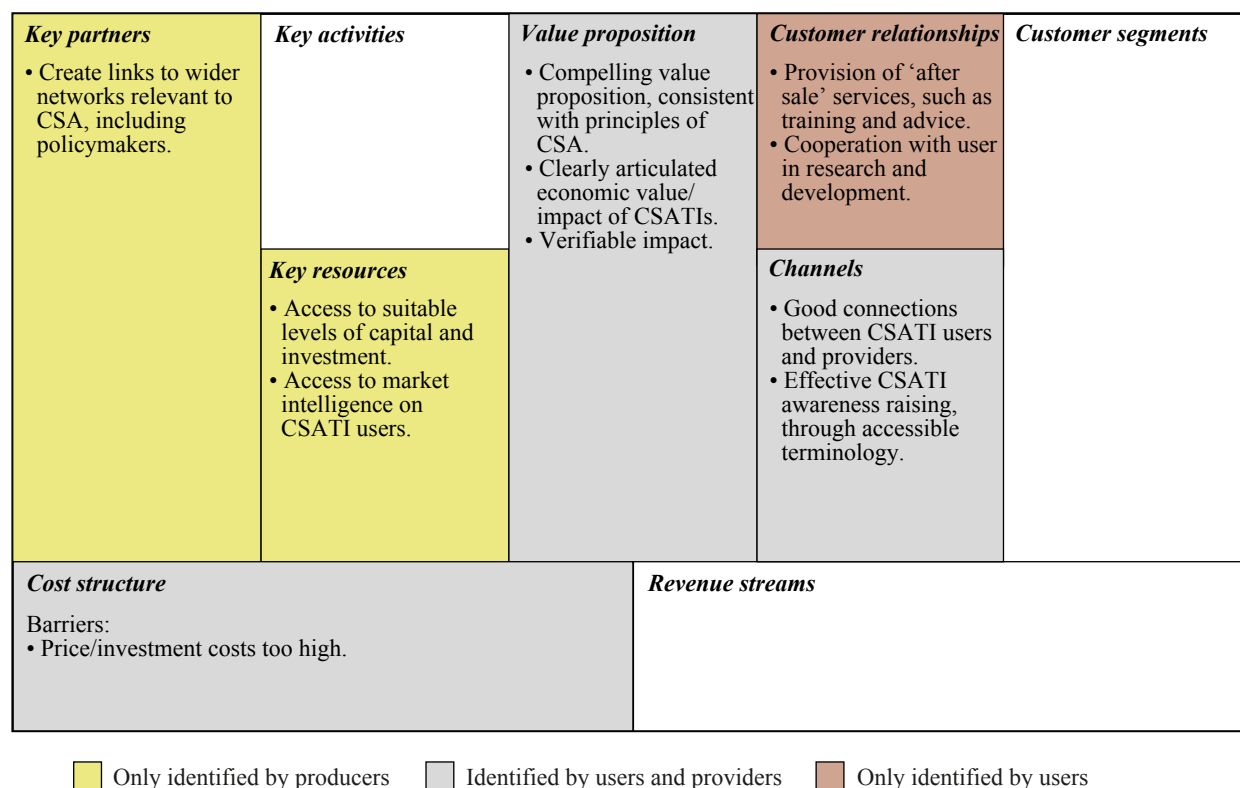 Key partners
• Create links to wider
networks relevant to
CSA, including
policymakers.
Key activities
Key resources
• Access to suitable
levels of capital and
investment.
• Access to market
intelligence on
CSATI users.
Value proposition
• Compelling value
proposition, consistent
with principles of
CSA.
• Clearly articulated
economic value/
impact of CSATIs.
• Verifiable impact.
Customer relationships
• Provision of ‘after
sale’ services, such as
training and advice.
• Cooperation with user
in research and
development.
Channels
• Good connections
between CSATI users
and providers.
• Effective CSATI
awareness raising,
through accessible
terminology.
Customer segments
Cost structure
Barriers:
• Price/investment costs too high.
Revenue streams
Only identified by producers
Identified by users and providers
Only identified by users